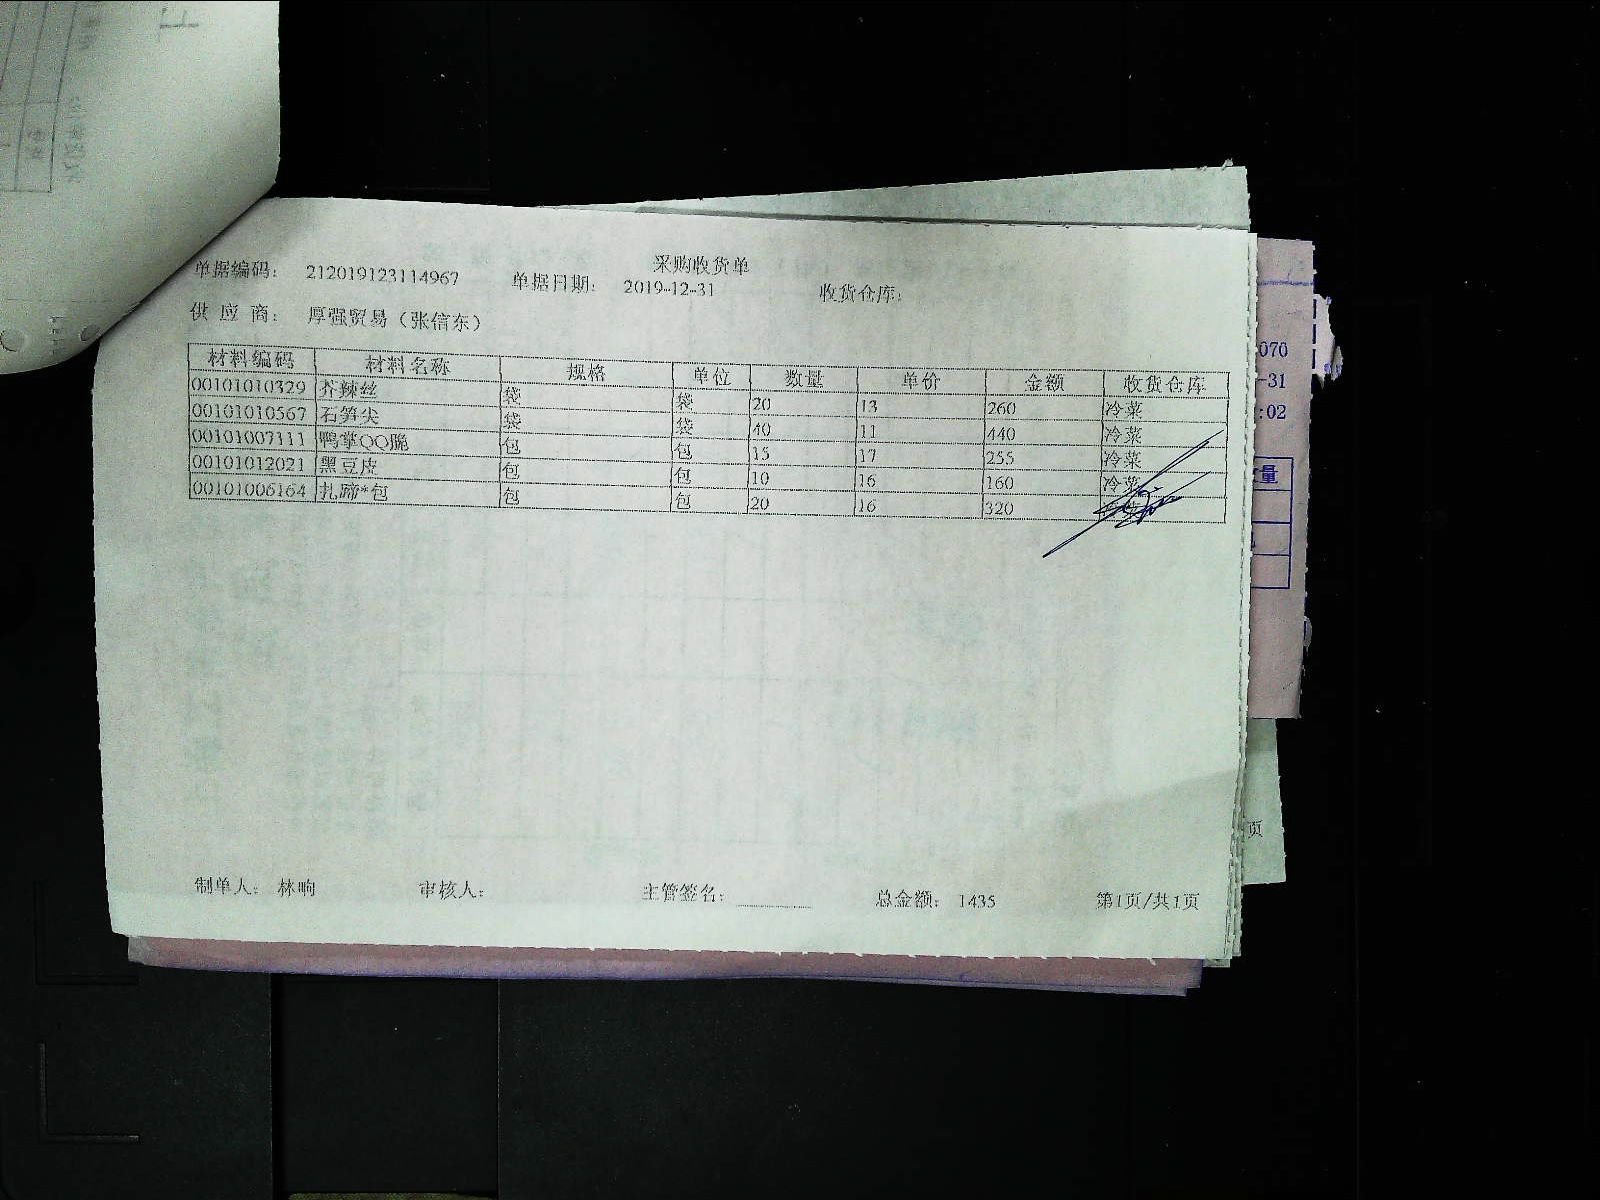 采购收货单
单据编码： 212019123114967 单据日期： 2019-12-31 收货仓库：
供 应 商： 厚强贸易（张信东）
材料编码 材料名称 规格 单位 数量 单价 金额 收货仓库
00101010329 芥辣丝 袋 袋 20 13 260 冷菜
00101010567 石笋尖 袋 袋 40 11 440 冷菜
00101007111 鸭掌QQ脆 包 包 15 17 255 冷菜
00101012021 黑豆皮 包 包 10 16 160 冷菜
00101006164 扎蹄*包 包 包 20 16 320
制单人： 林响 审核人： 主管签名： 总金额： 1435 第1页/共1页
070
-31
:02
量
页